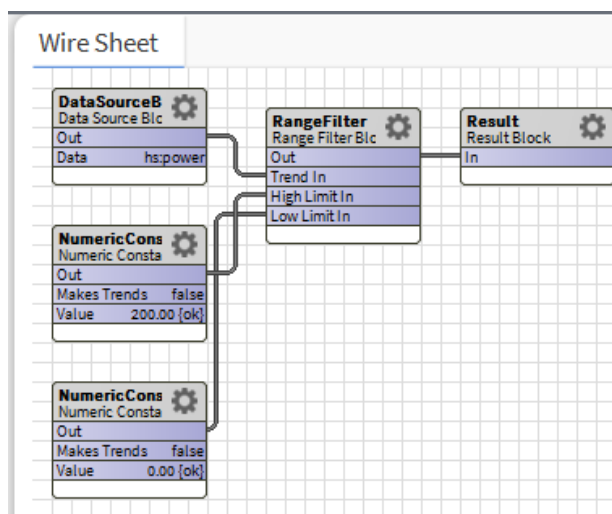 Wire Sheet
DataSourceB
Data Source Blc
Out
Data hs:power
NumericCons
Numeric Consta
Out
Makes Trends false
Value 200.00 {ok}
NumericCons
Numeric Consta
Out
Makes Trends false
Value 0.00 {ok}
RangeFilter
Range Filter Blc
Out
Trend In
High Limit In
Low Limit In
Result
Result Block
In